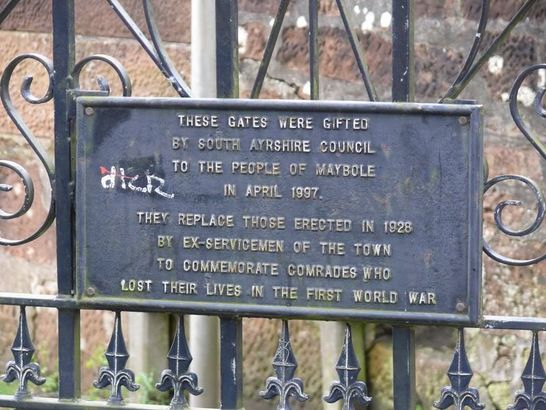 THESE GATES WERE GIFTED
BY SOUTH AYRSHIRE COUNCIL
TO THE PEOPLE OF MAYBOLE
IN APRIL 1997.
THEY REPLACE THOSE ERECTED IN 1928
BY EX-SERVICEMEN OF THE TOWN
TO COMMEMORATE COMRADES WHO
LOST THEIR LIVES IN THE FIRST WORLD WAR